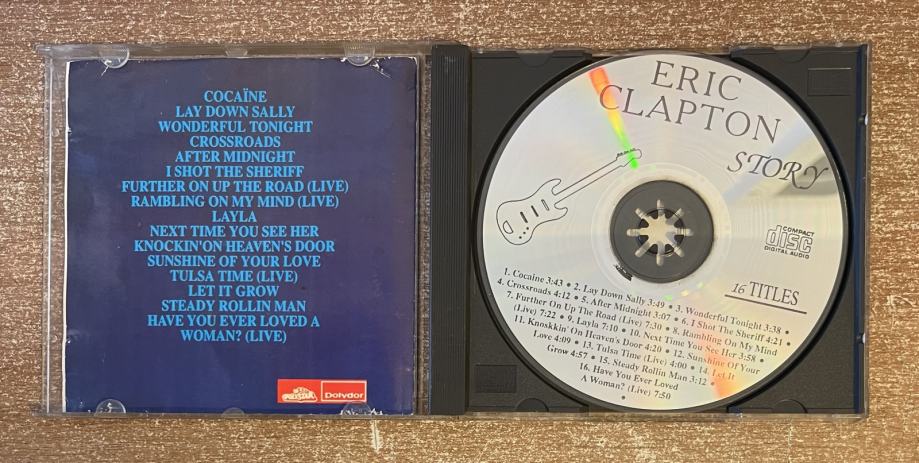 COCAÏNE
LAY DOWN SALLY
WONDERFUL TONIGHT
CROSSROADS
AFTER MIDNIGHT
I SHOT THE SHERIFF
FURTHER ON UP THE ROAD (LIVE)
RAMBLING ON MY MIND (LIVE)
LAYLA
NEXT TIME YOU SEE HER
KNOCKIN'ON HEAVEN'S DOOR
SUNSHINE OF YOUR LOVE
TULSA TIME (LIVE)
LET IT GROW
STEADY ROLLIN MAN
HAVE YOU EVER LOVED A
WOMAN? (LIVE)
Polydor
ERIC
CLAPTON
STORY
COMPACT
disc
DIGITAL AUDIO
16 TITLES
1. Cocaine 3:43 • 2. Lay Down Sally 3:49 • 3. Wonderful Tonight 3:38 •
4. Crossroads 4:12 • 5. After Midnight 3:07 • 6. I Shot The Sheriff 4:21 •
7. Further On Up The Road (Live) 7:30 • 8. Rambling On My Mind
(Live) 7:22 • 9. Layla 7:10 • 10. Next Time You See Her 3:58 •
11. Knoskkin' On Heaven's Door 4:20 • 12. Sunshine Of Your
Love 4:09 • 13. Tulsa Time (Live) 4:00 • 14. Let It
Grow 4:57 • 15. Steady Rollin Man 3:12 •
16. Have You Ever Loved
A Woman? (Live) 7:50